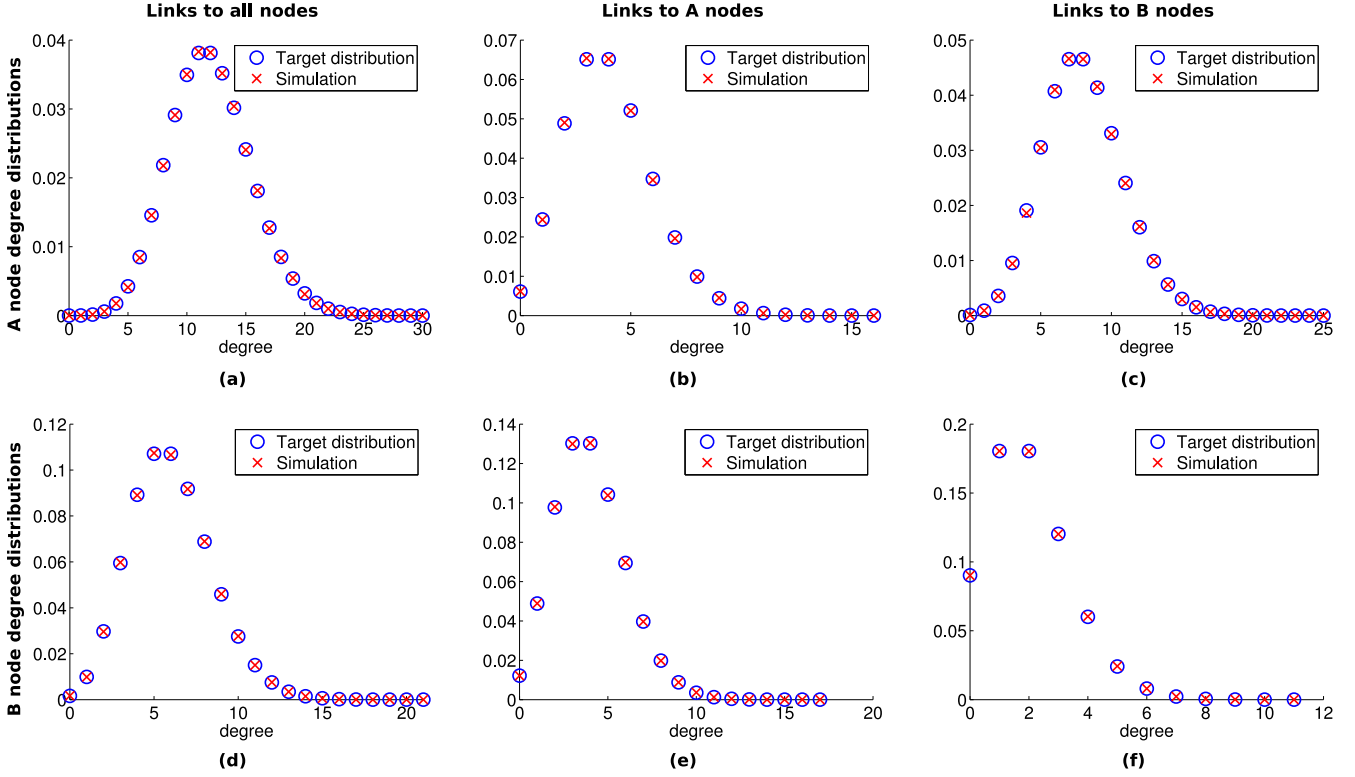 Links to all nodes
Links to A nodes
Links to B nodes
A node degree distributions
0.04
0.03
0.02
0.01
0
0 5 10 15 20 25 30
Target distribution
Simulation
degree
(a)
0.07
0.06
0.05
0.04
0.03
0.02
0.01
0
0 5 10 15
Target distribution
Simulation
degree
(b)
0.05
0.04
0.03
0.02
0.01
0
0 5 10 15 20 25
Target distribution
Simulation
degree
(c)
B node degree distributions
0.12
0.1
0.08
0.06
0.04
0.02
0
0 5 10 15 20
Target distribution
Simulation
degree
(d)
0.14
0.12
0.1
0.08
0.06
0.04
0.02
0
0 5 10 15 20
Target distribution
Simulation
degree
(e)
0.2
0.15
0.1
0.05
0
0 2 4 6 8 10 12
Target distribution
Simulation
degree
(f)